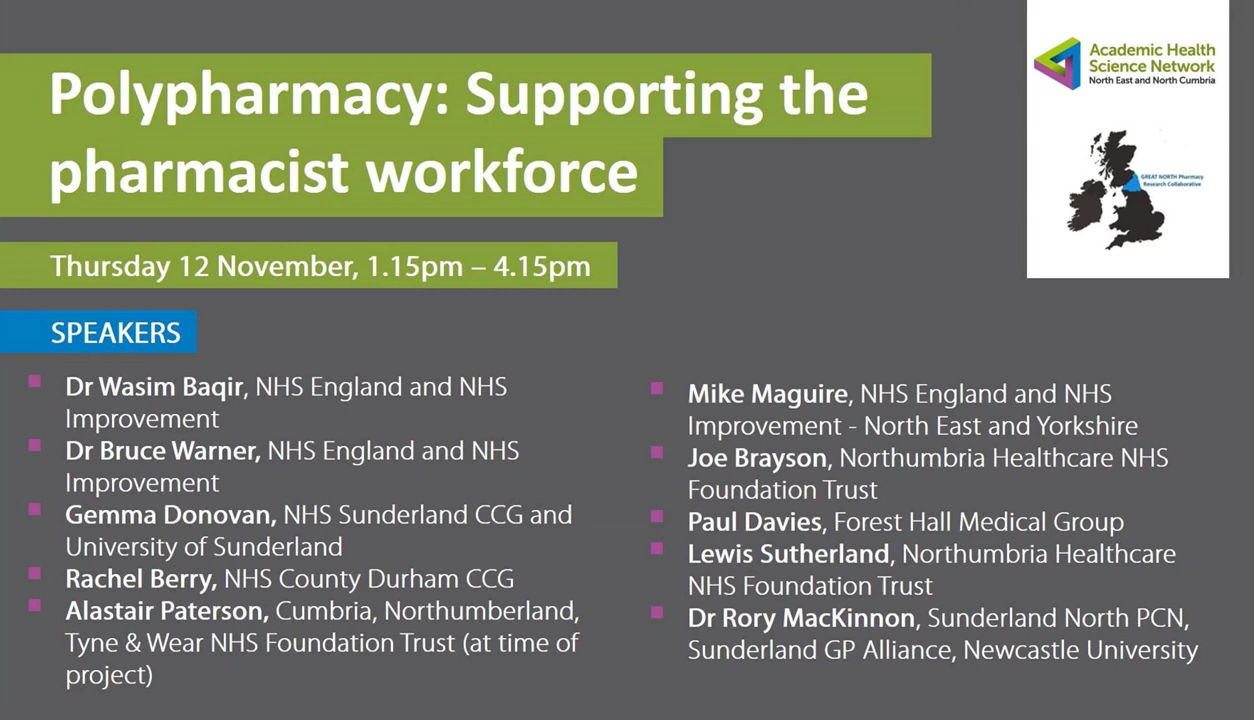 Polypharmacy: Supporting the
pharmacist workforce
Academic Health
Science Network
North East and North Cumbria
GREAT NORTH Pharmacy
Research Collaborative
Thursday 12 November, 1.15pm – 4.15pm
SPEAKERS
Dr Wasim Baqir, NHS England and NHS
Improvement
Dr Bruce Warner, NHS England and NHS
Improvement
Gemma Donovan, NHS Sunderland CCG and
University of Sunderland
Rachel Berry, NHS County Durham CCG
Alastair Paterson, Cumbria, Northumberland,
Tyne & Wear NHS Foundation Trust (at time of
project)
Mike Maguire, NHS England and NHS
Improvement - North East and Yorkshire
Joe Brayson, Northumbria Healthcare NHS
Foundation Trust
Paul Davies, Forest Hall Medical Group
Lewis Sutherland, Northumbria Healthcare
NHS Foundation Trust
Dr Rory MacKinnon, Sunderland North PCN,
Sunderland GP Alliance, Newcastle University